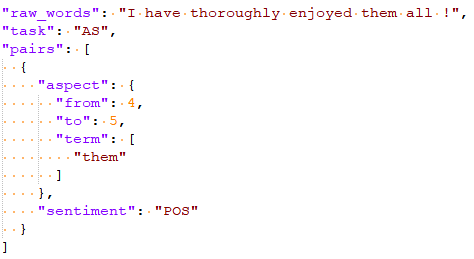 "raw_words": "I have thoroughly enjoyed them all !",
"task": "AS",
"pairs": [
  {
    "aspect": {
      "from": 4,
      "to": 5,
      "term": [
        "them"
      ]
    },
    "sentiment": "POS"
  }
]